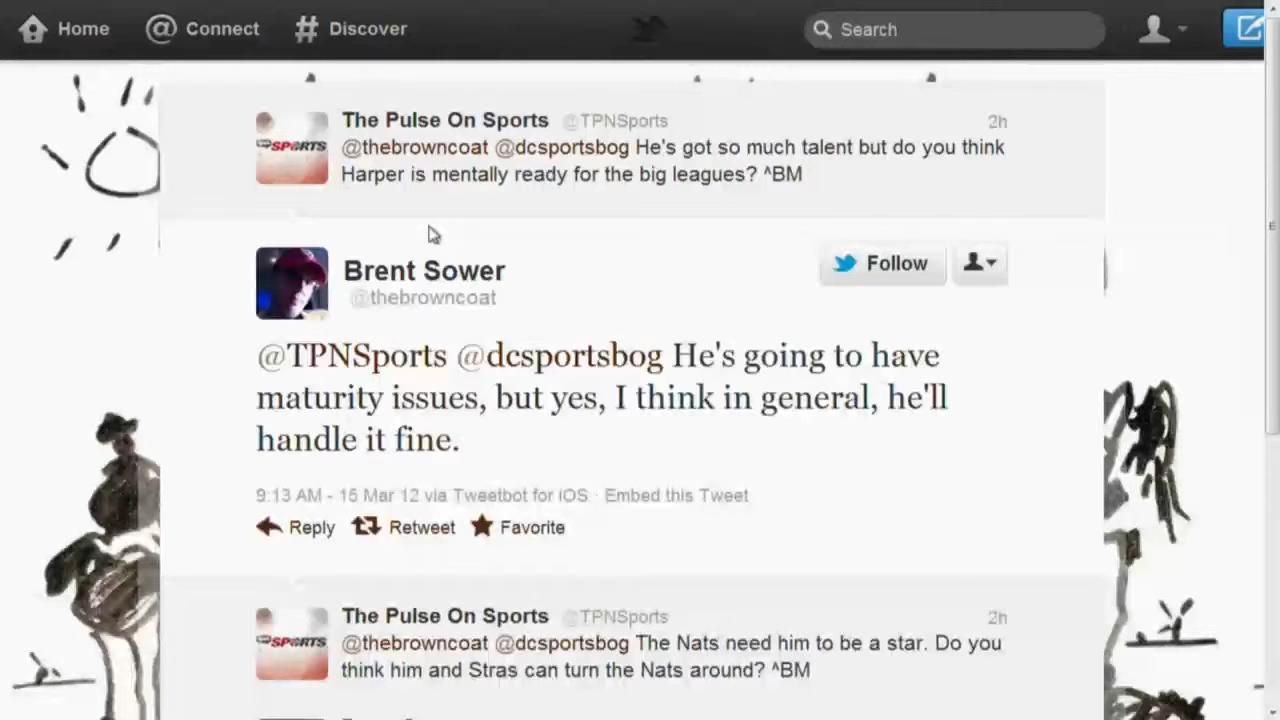 Home Connect Discover Search
The Pulse On Sports @TPNSports 2h
@thebrowncoat @dcsportsbog He's got so much talent but do you think
Harper is mentally ready for the big leagues? ^BM
SPORTS
Brent Sower
@thebrowncoat
Follow
@TPNSports @dcsportsbog He's going to have
maturity issues, but yes, I think in general, he'll
handle it fine.
9:13 AM - 15 Mar 12 via Tweetbot for iOS · Embed this Tweet
Reply Retweet Favorite
The Pulse On Sports @TPNSports 2h
@thebrowncoat @dcsportsbog The Nats need him to be a star. Do you
think him and Stras can turn the Nats around? ^BM
SPORTS